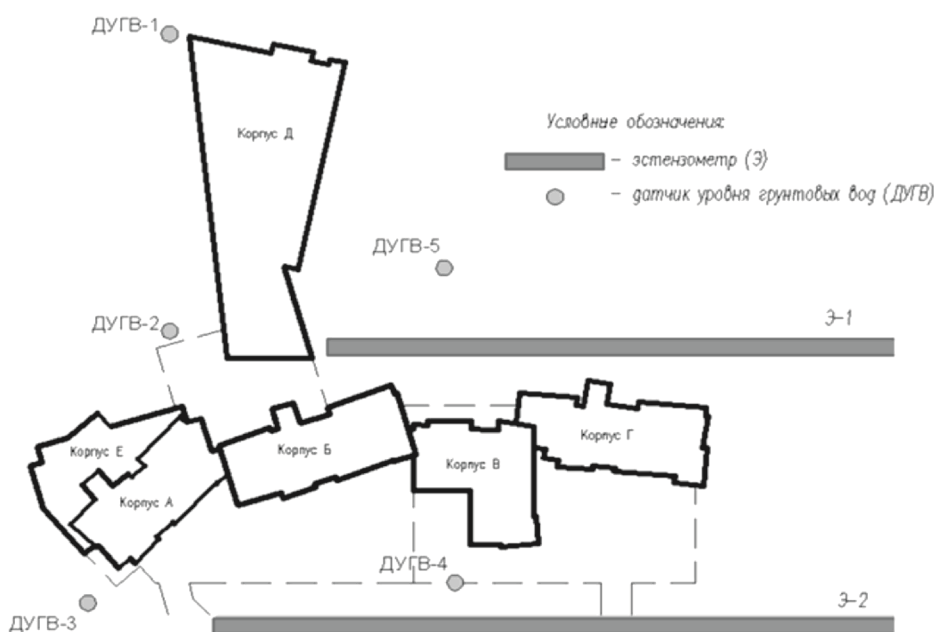 ДУГВ-1
Корпус Д
Условные обозначения:
– эстензометр (Э)
– датчик уровня грунтовых вод (ДУГВ)
ДУГВ-5
ДУГВ-2
Э-1
Корпус Е
Корпус Б
Корпус Г
Корпус В
Корпус А
ДУГВ-4
ДУГВ-3
Э-2